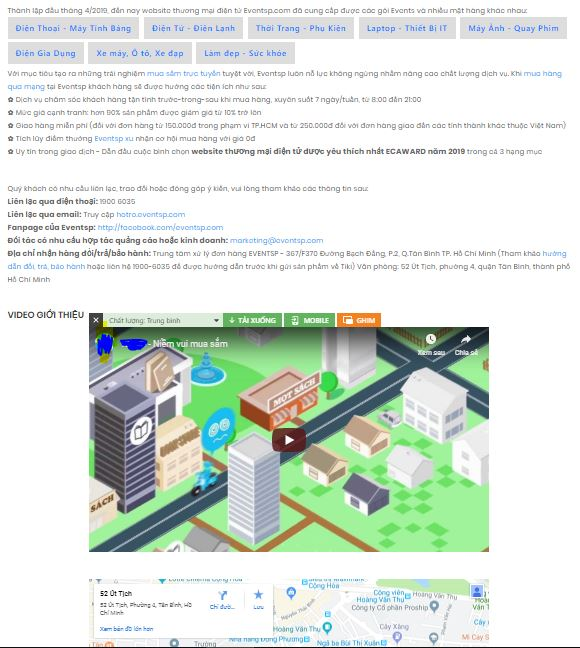 Thành lập đầu tháng 4/2019, đến nay website thương mại điện tử Eventsp.com đã cung cấp được các gói Events và nhiều mặt hàng khác nhau:
Điện Thoại - Máy Tính Bảng
Điện Tử - Điện Lạnh
Thời Trang - Phụ Kiện
Laptop - Thiết Bị IT
Máy Ảnh - Quay Phim
Điện Gia Dụng
Xe máy, Ô tô, Xe đạp
Làm đẹp - Sức khỏe
Với mục tiêu tạo ra những trải nghiệm mua sắm trực tuyến tuyệt vời, Eventsp luôn nỗ lực không ngừng nhằm nâng cao chất lượng dịch vụ. Khi mua hàng
qua mạng tại Eventsp khách hàng sẽ được hưởng các tiện ích như sau:
✿ Dịch vụ chăm sóc khách hàng tận tình trước-trong-sau khi mua hàng, xuyên suốt 7 ngày/tuần, từ 8:00 đến 21:00
✿ Mức giá cạnh tranh: hơn 90% sản phẩm được giảm giá từ 10% trở lên
✿ Giao hàng miễn phí (đối với đơn hàng từ 150.000đ trong phạm vi TP.HCM và từ 250.000đ đối với đơn hàng giao đến các tỉnh thành khác thuộc Việt Nam)
✿ Tích lũy điểm thưởng Eventsp xu nhận cơ hội mua hàng với giá 0đ
✿ Uy tín trong giao dịch - Dẫn đầu cuộc bình chọn website thương mại điện tử được yêu thích nhất ECAWARD năm 2019 trong cả 3 hạng mục
Quý khách có nhu cầu liên lạc, trao đổi hoặc đóng góp ý kiến, vui lòng tham khảo các thông tin sau:
Liên lạc qua điện thoại: 1900 6035
Liên lạc qua email: Truy cập hotro.eventsp.com
Fanpage của Eventsp: http://facebook.com/eventsp.com
Đối tác có nhu cầu hợp tác quảng cáo hoặc kinh doanh: marketing@eventsp.com
Địa chỉ nhận hàng đổi/trả/bảo hành: Trung tâm xử lý đơn hàng EVENTSP - 367/F370 Đường Bạch Đằng, P.2, Q.Tân Bình TP. Hồ Chí Minh (Tham khảo hướng
dẫn đổi, trả, bảo hành hoặc liên hệ 1900-6035 để được hướng dẫn trước khi gửi sản phẩm về Tiki) Văn phòng: 52 Út Tịch, phường 4, quận Tân Bình, thành phố
Hồ Chí Minh
VIDEO GIỚI THIỆU
Chất lượng: Trung bình
TẢI XUỐNG
MOBILE
GHIM
- Niềm vui mua sắm
Xem sau
Chia sẻ
MỌT SÁCH
SÁCH
52 Út Tịch
52 Út Tịch, Phường 4, Tân Bình, Hồ
Chí Minh
Chỉ đườ...
Lưu
Xem bản đồ lớn hơn
Cộng Hòa
Hoàng Văn Thụ
Công viên
Hoàng Văn Thụ
Công ty Cổ phần Proship
Hoàng Văn Thụ
Cây Xăng
Ngã ba Bùi Thị Xuân
Trường
Mì Cay S